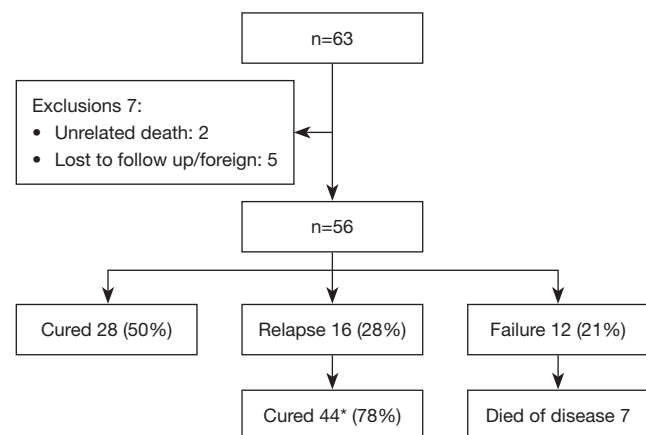 n=63
Exclusions 7:
• Unrelated death: 2
• Lost to follow up/foreign: 5
n=56
Cured 28 (50%)
Relapse 16 (28%)
Failure 12 (21%)
Cured 44* (78%)
Died of disease 7